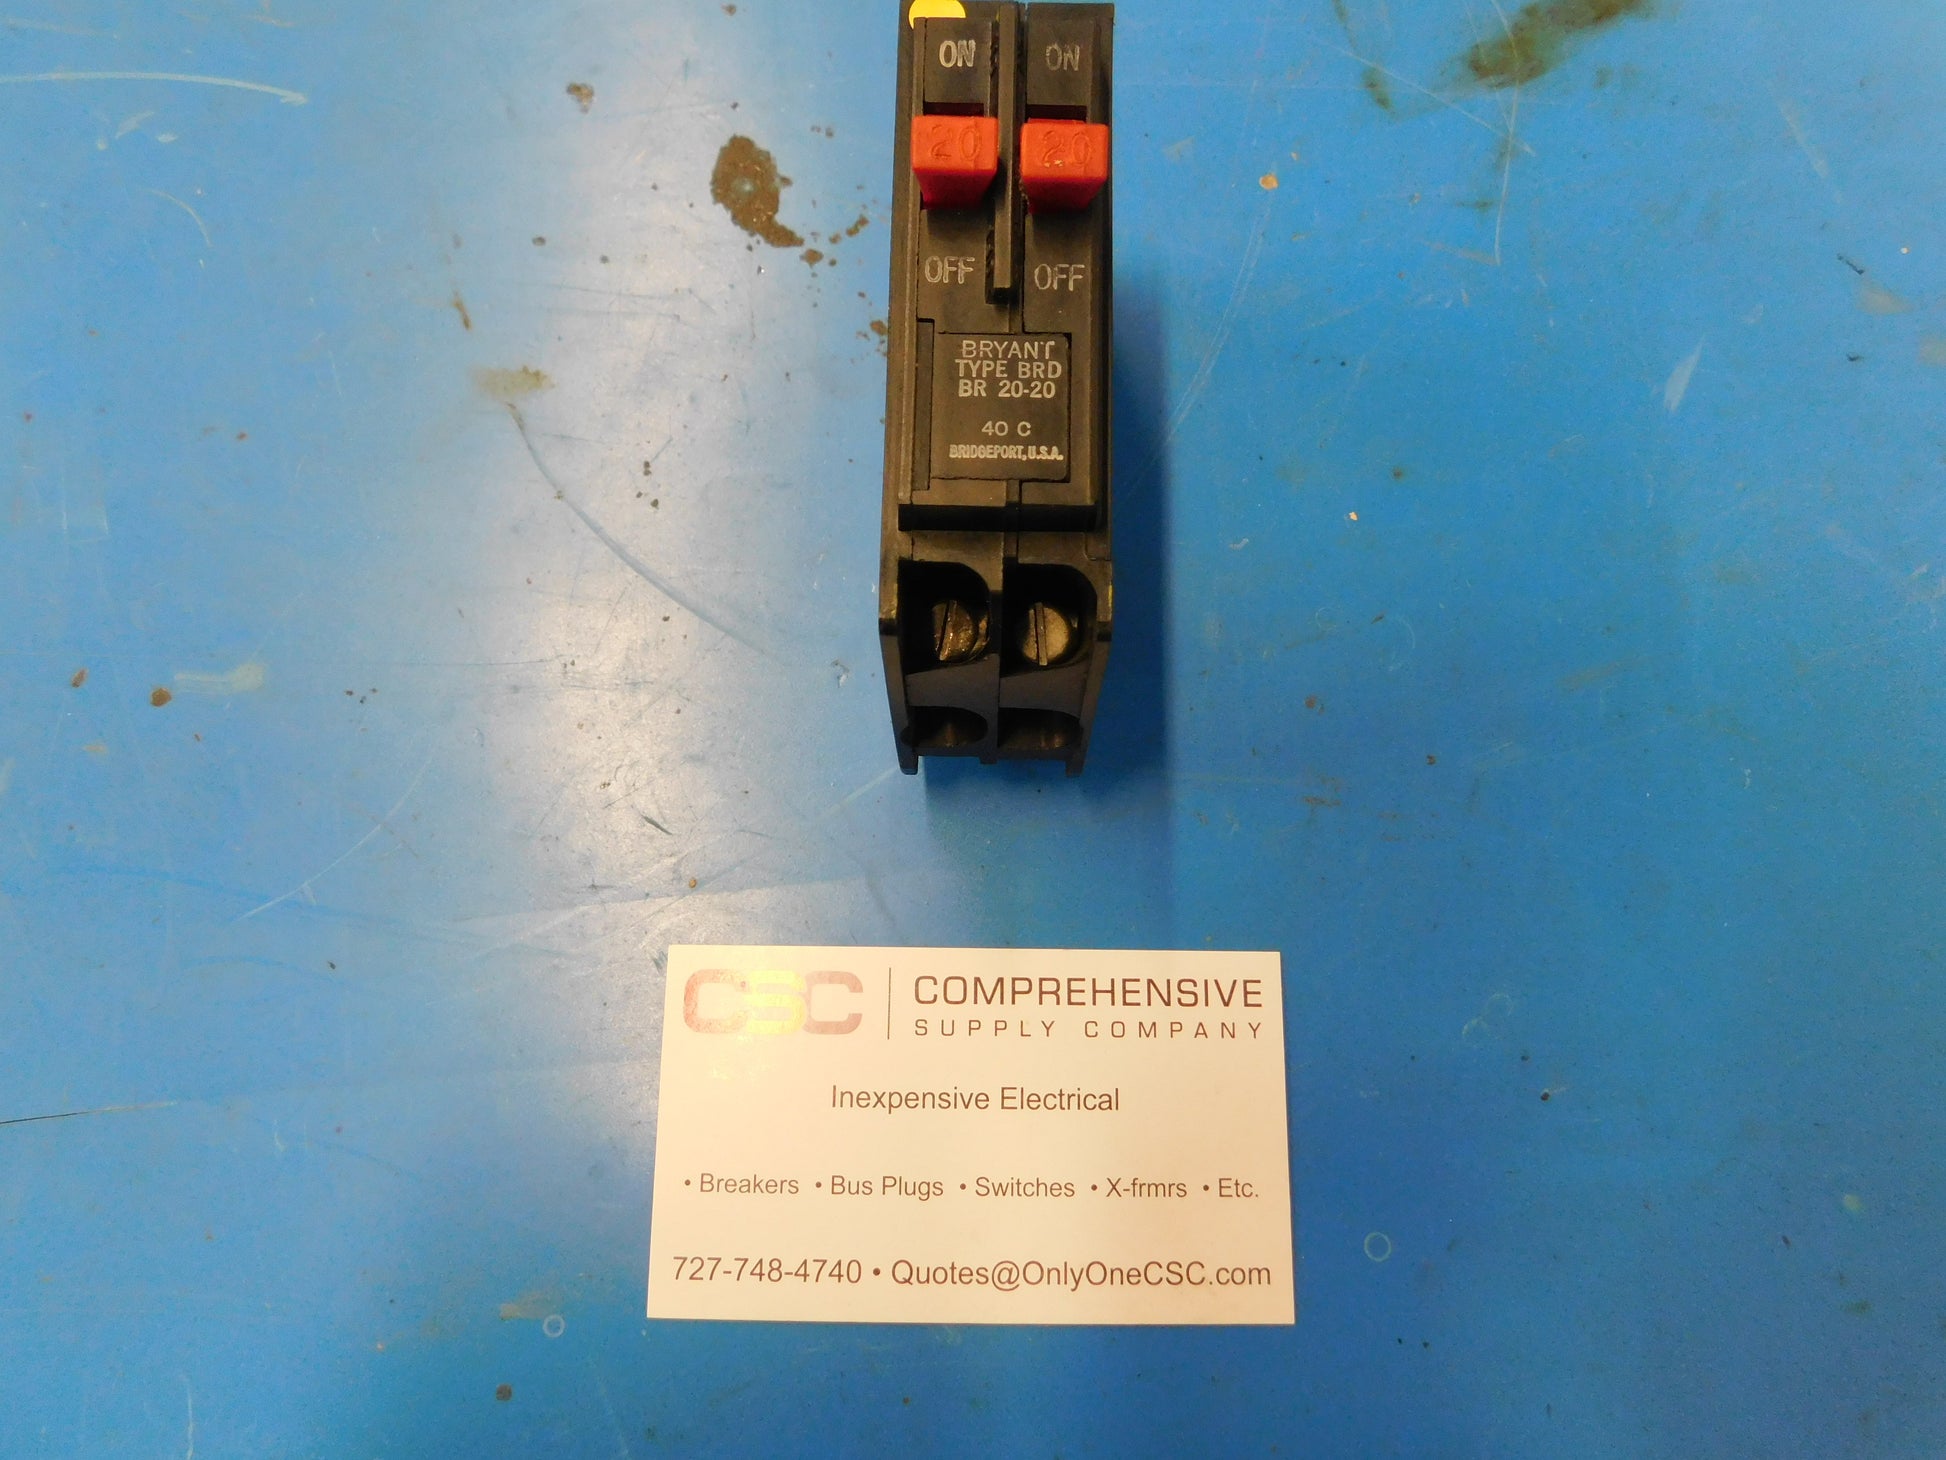 ON ON
20 20
OFF OFF
BRYANT
TYPE BRD
BR 20-20
40 C
BRIDGEPORT, U.S.A.
CSC COMPREHENSIVE
SUPPLY COMPANY
Inexpensive Electrical
• Breakers • Bus Plugs • Switches • X-frmrs • Etc.
727-748-4740 • Quotes@OnlyOneCSC.com